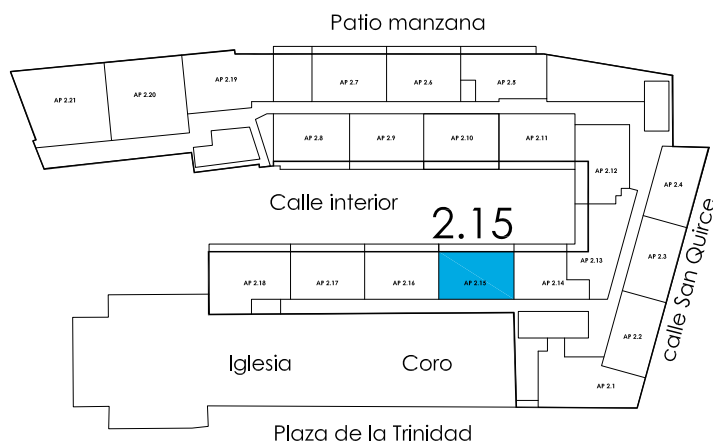 Patio manzana
AP 2.19
AP 2.20
AP 2.21
AP 2.7
AP 2.6
AP 2.5
AP 2.8
AP 2.9
AP 2.10
AP 2.11
AP 2.12
AP 2.4
Calle interior
2.15
calle San Quirce
AP 2.3
AP 2.13
AP 2.18
AP 2.17
AP 2.16
AP 2.15
AP 2.14
AP 2.2
Iglesia
Coro
AP 2.1
Plaza de la Trinidad